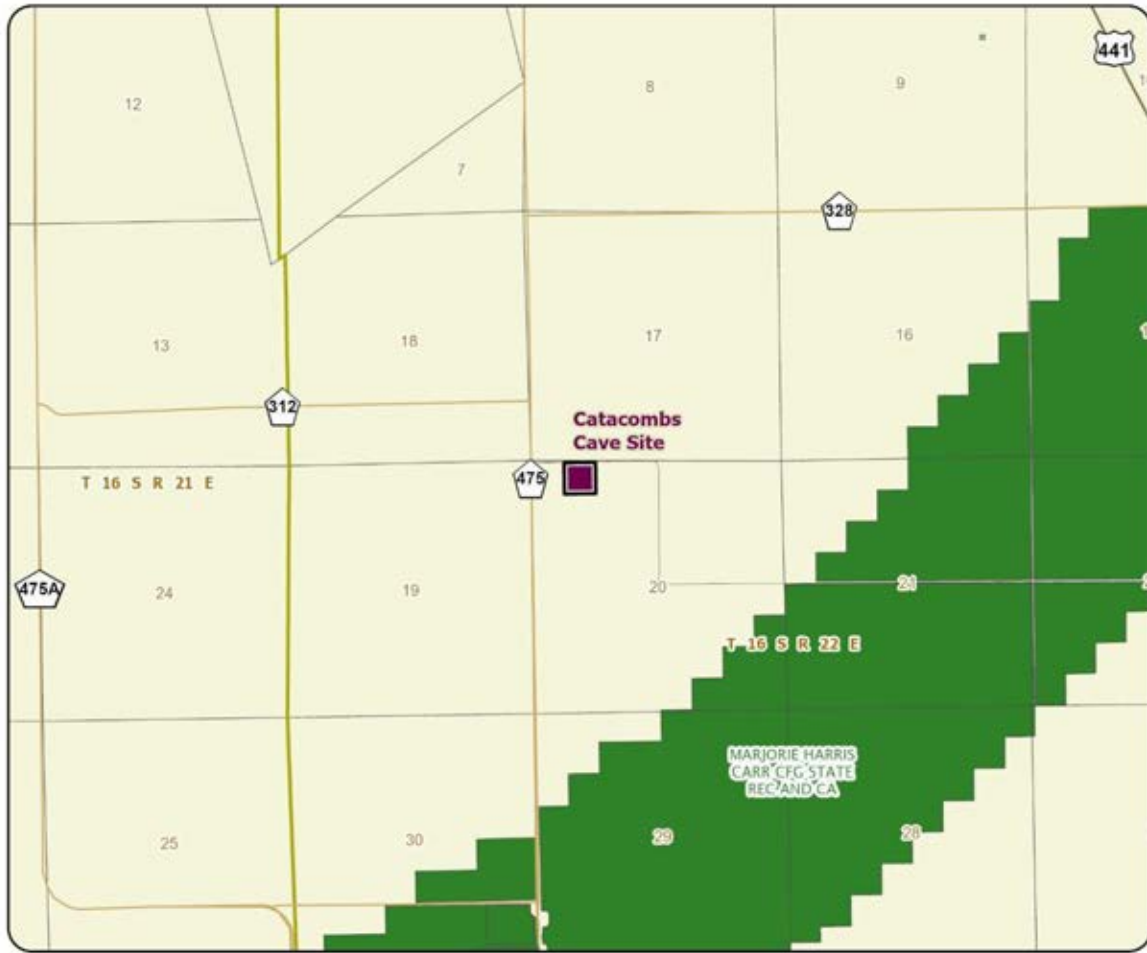 441
12
8
9
7
328
13
18
17
16
312
Catacombs
Cave Site
T 16 S R 21 E
475
475A
24
19
20
21
T 16 S R 22 E
MARJORIE HARRIS
CARR CFG STATE
REC AND CA
25
30
29
28